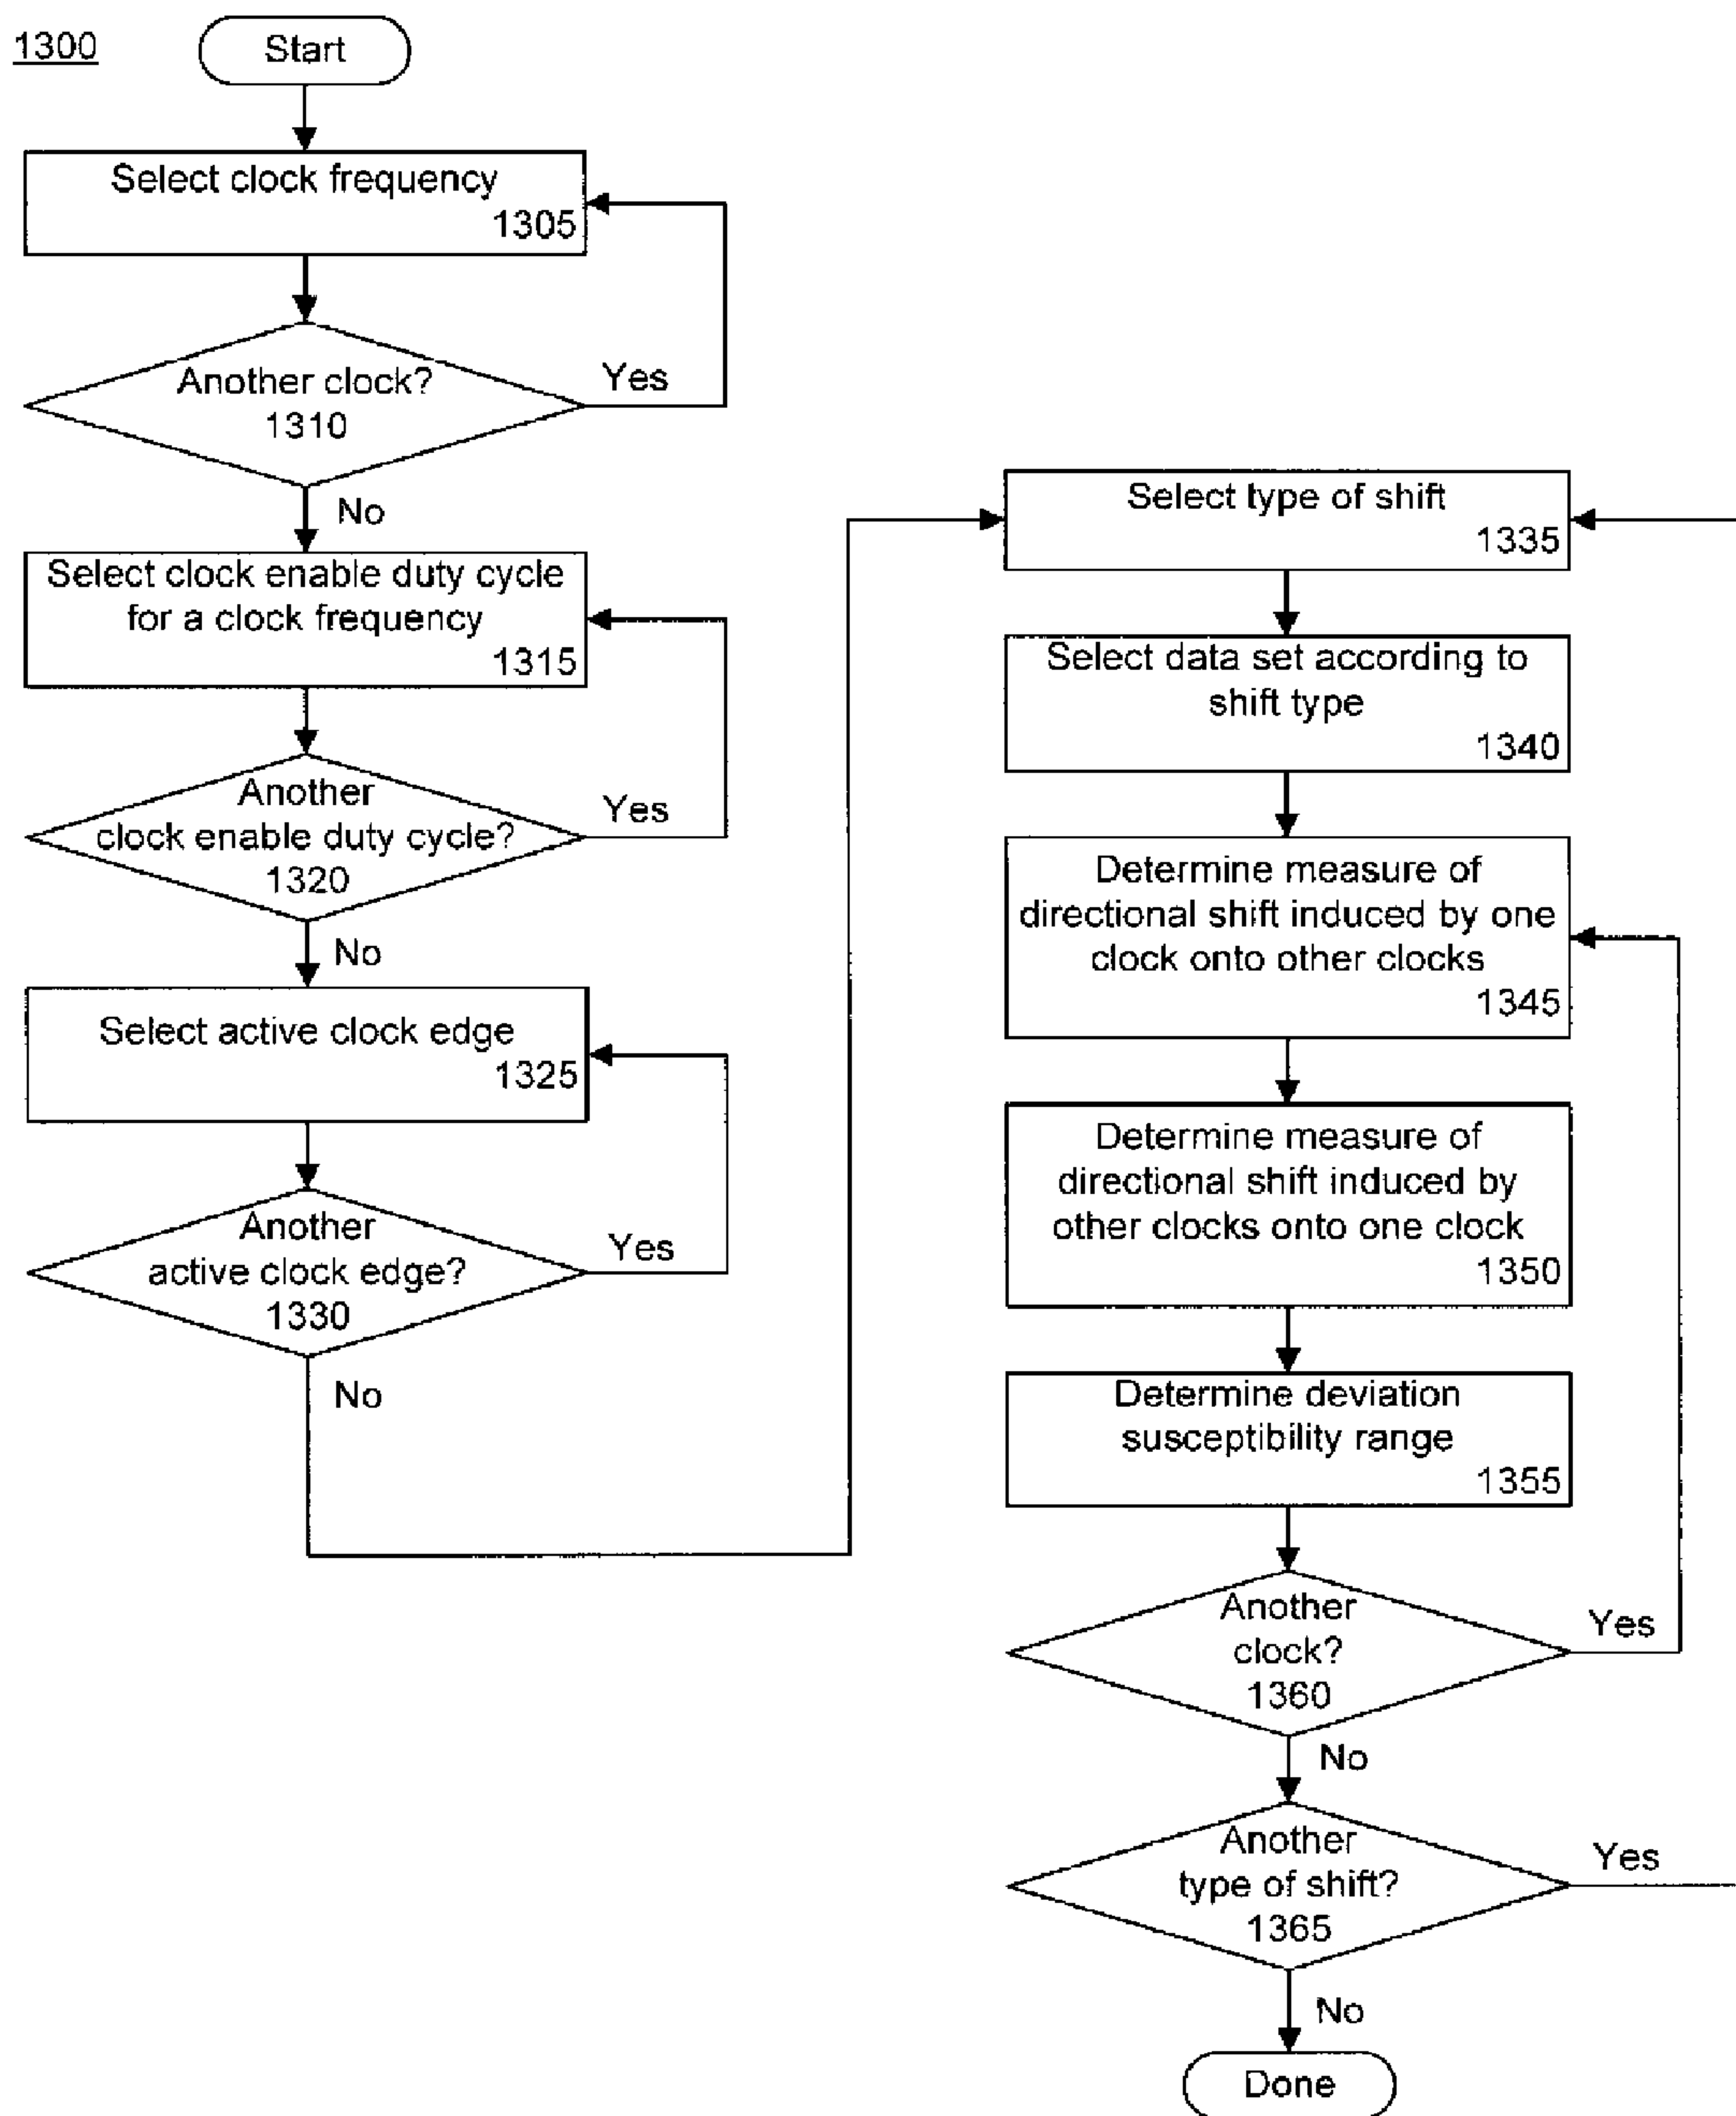 1300
Start
Select clock frequency
1305
Another clock?
1310
Yes
No
Select clock enable duty cycle
for a clock frequency
1315
Another
clock enable duty cycle?
1320
Yes
No
Select active clock edge
1325
Another
active clock edge?
1330
Yes
No
Select type of shift
1335
Select data set according to
shift type
1340
Determine measure of
directional shift induced by one
clock onto other clocks
1345
Determine measure of
directional shift induced by
other clocks onto one clock
1350
Determine deviation
susceptibility range
1355
Another
clock?
1360
Yes
No
Another
type of shift?
1365
Yes
No
Done